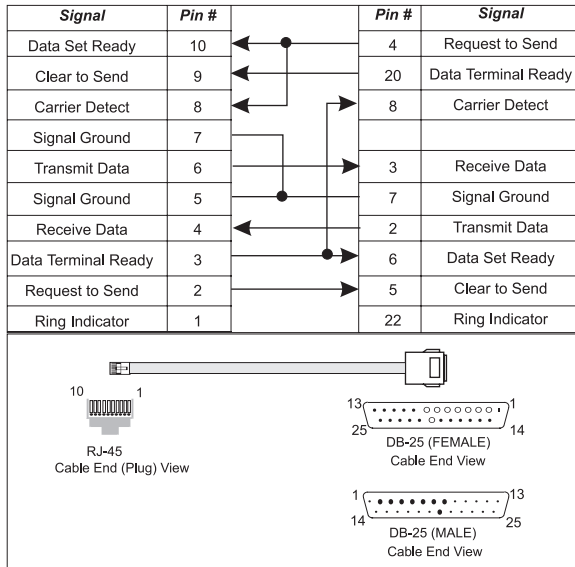 Signal Pin # Pin # Signal
Data Set Ready 10 4 Request to Send
Clear to Send 9 20 Data Terminal Ready
Carrier Detect 8 8 Carrier Detect
Signal Ground 7
Transmit Data 6 3 Receive Data
Signal Ground 5 7 Signal Ground
Receive Data 4 2 Transmit Data
Data Terminal Ready 3 6 Data Set Ready
Request to Send 2 5 Clear to Send
Ring Indicator 1 22 Ring Indicator
10 1
RJ-45
Cable End (Plug) View
13 1
25 14
DB-25 (FEMALE)
Cable End View
1 13
14 25
DB-25 (MALE)
Cable End View